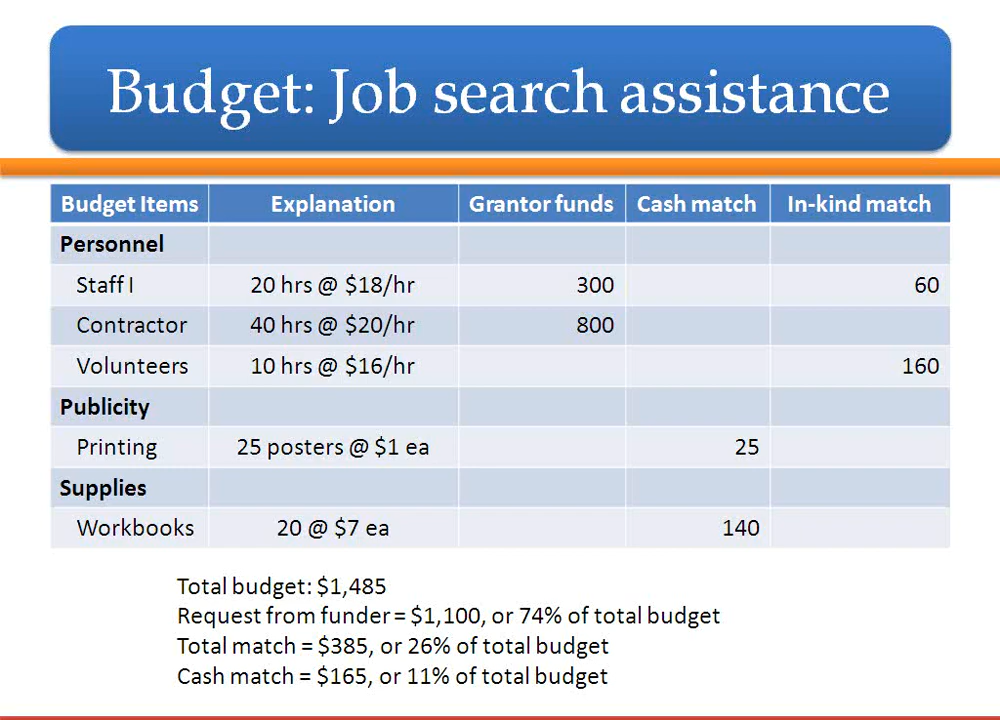 Budget: Job search assistance
Budget Items Explanation Grantor funds Cash match In-kind match
Personnel
Staff I 20 hrs @ $18/hr 300 60
Contractor 40 hrs @ $20/hr 800
Volunteers 10 hrs @ $16/hr 160
Publicity
Printing 25 posters @ $1 ea 25
Supplies
Workbooks 20 @ $7 ea 140
Total budget: $1,485
Request from funder = $1,100, or 74% of total budget
Total match = $385, or 26% of total budget
Cash match = $165, or 11% of total budget